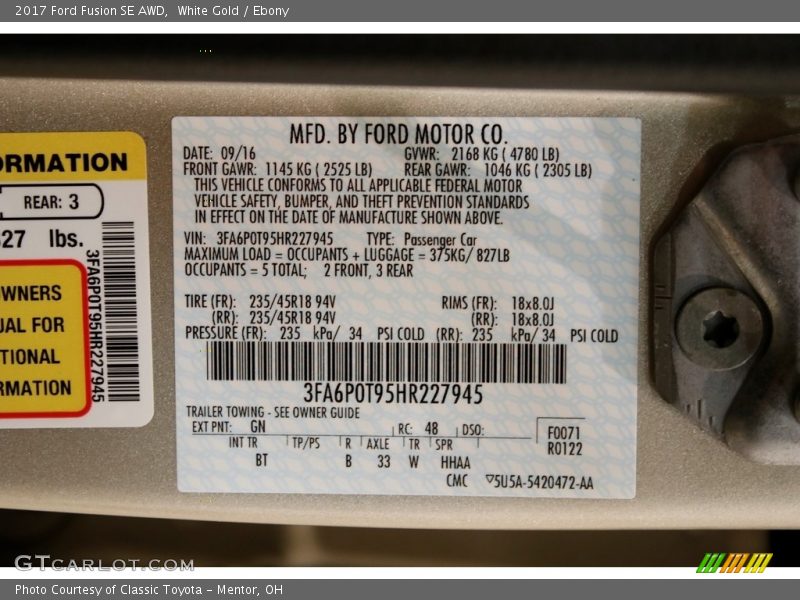 2017 Ford Fusion SE AWD,  White Gold / Ebony
ORMATION
REAR: 3
827 lbs.
OWNERS
UAL FOR
TIONAL
RMATION
3FA6P0T95HR227945
MFD. BY FORD MOTOR CO.
DATE: 09/16 GVWR: 2168 KG ( 4780 LB)
FRONT GAWR: 1145 KG ( 2525 LB) REAR GAWR: 1046 KG ( 2305 LB)
THIS VEHICLE CONFORMS TO ALL APPLICABLE FEDERAL MOTOR
VEHICLE SAFETY, BUMPER, AND THEFT PREVENTION STANDARDS
IN EFFECT ON THE DATE OF MANUFACTURE SHOWN ABOVE.
VIN: 3FA6P0T95HR227945 TYPE: Passenger Car
MAXIMUM LOAD = OCCUPANTS + LUGGAGE = 375KG/ 827LB
OCCUPANTS = 5 TOTAL; 2 FRONT, 3 REAR
TIRE (FR): 235/45R18 94V RIMS (FR): 18x8.0J
(RR): 235/45R18 94V (RR): 18x8.0J
PRESSURE (FR): 235 kPa/ 34 PSI COLD (RR): 235 kPa/ 34 PSI COLD
3FA6P0T95HR227945
TRAILER TOWING - SEE OWNER GUIDE
EXT PNT: GN RC: 48 DSO:
F0071
R0122
INT TR TP/PS R AXLE TR SPR
BT B 33 W HHAA
CMC ▽5U5A-5420472-AA
GTCARLOT.COM
Photo Courtesy of Classic Toyota - Mentor, OH